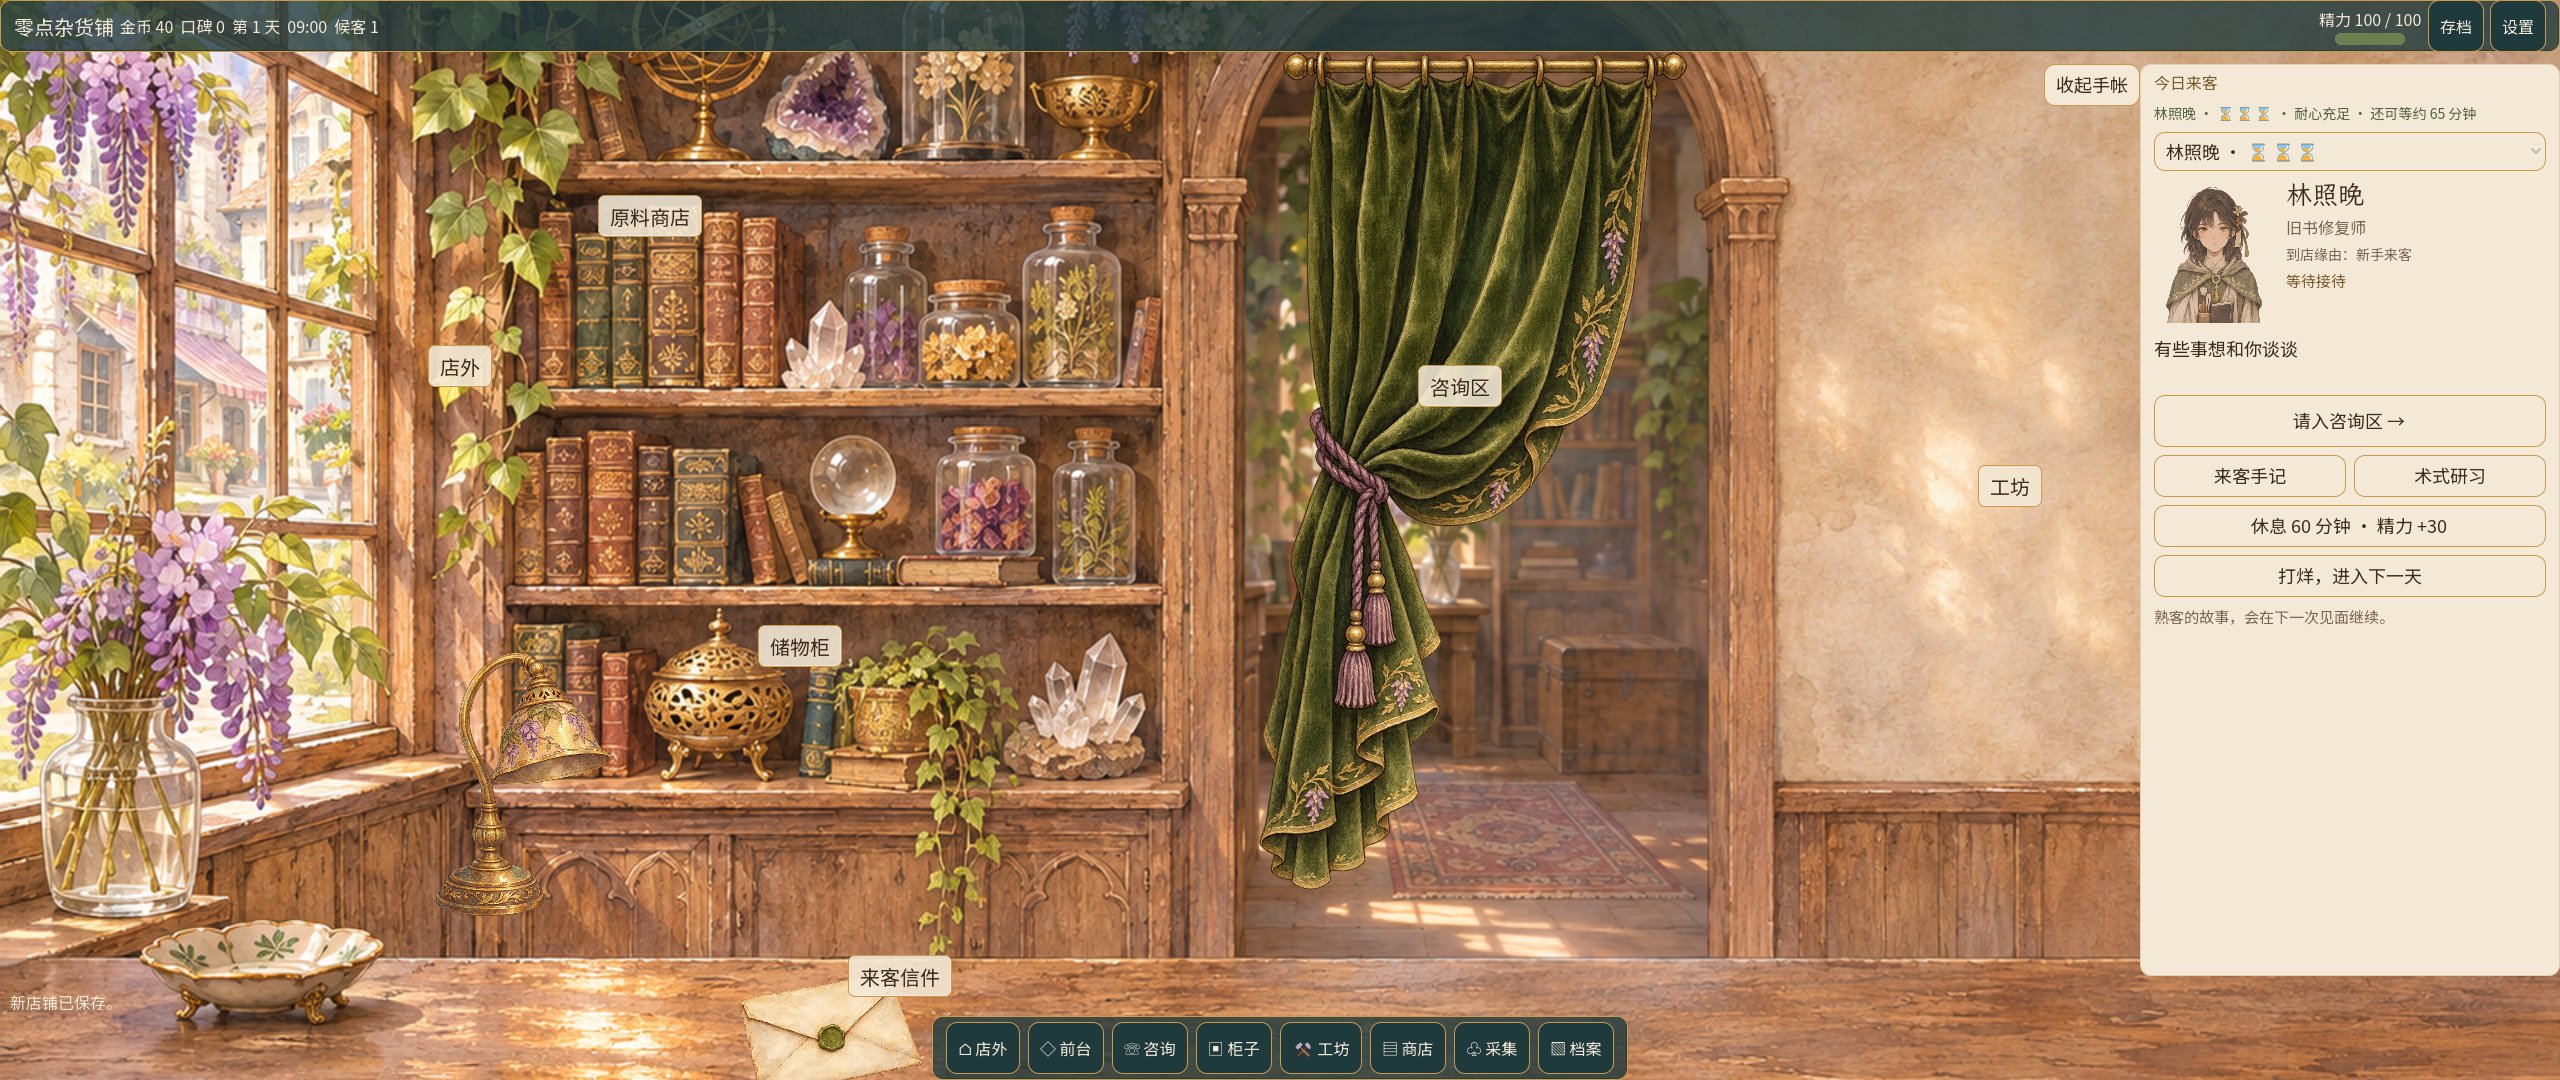 零点杂货铺 金币 40 口碑 0 第 1 天 09:00 候客 1
精力 100 / 100
存档
设置
收起手帐
今日来客
林照晚 · ⌛⌛⌛ · 耐心充足 · 还可等约 65 分钟
林照晚 · ⌛⌛⌛
林照晚
旧书修复师
到店缘由：新手来客
等待接待
有些事想和你谈谈
请入咨询区 →
来客手记
术式研习
休息 60 分钟 · 精力 +30
打烊，进入下一天
熟客的故事，会在下一次见面继续。
原料商店
店外
咨询区
工坊
储物柜
来客信件
新店铺已保存。
店外
前台
咨询
柜子
工坊
商店
采集
档案